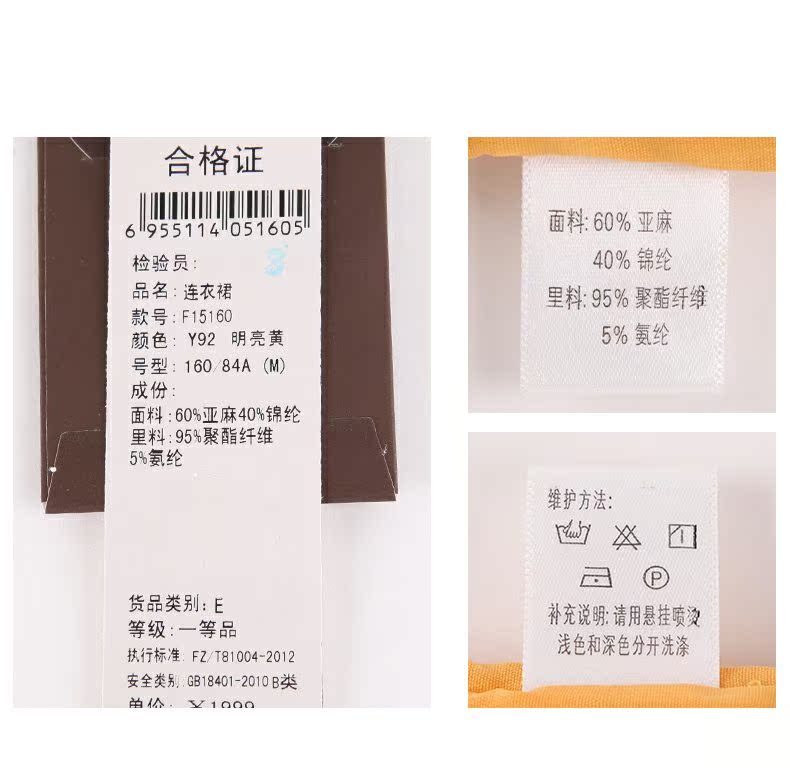 合格证
6 955114 051605
检验员:
品名: 连衣裙
款号: F15160
颜色: Y92 明亮黄
号型: 160/84A (M)
成份:
面料:60%亚麻40%锦纶
里料:95%聚酯纤维
5%氨纶
货品类别: E
等级: 一等品
执行标准: FZ/T81004-2012
安全类别: GB18401-2010 B类
单价: ¥1999
面料: 60% 亚麻
40% 锦纶
里料: 95% 聚酯纤维
5% 氨纶
维护方法:
P
补充说明: 请用悬挂喷烫
浅色和深色分开洗涤